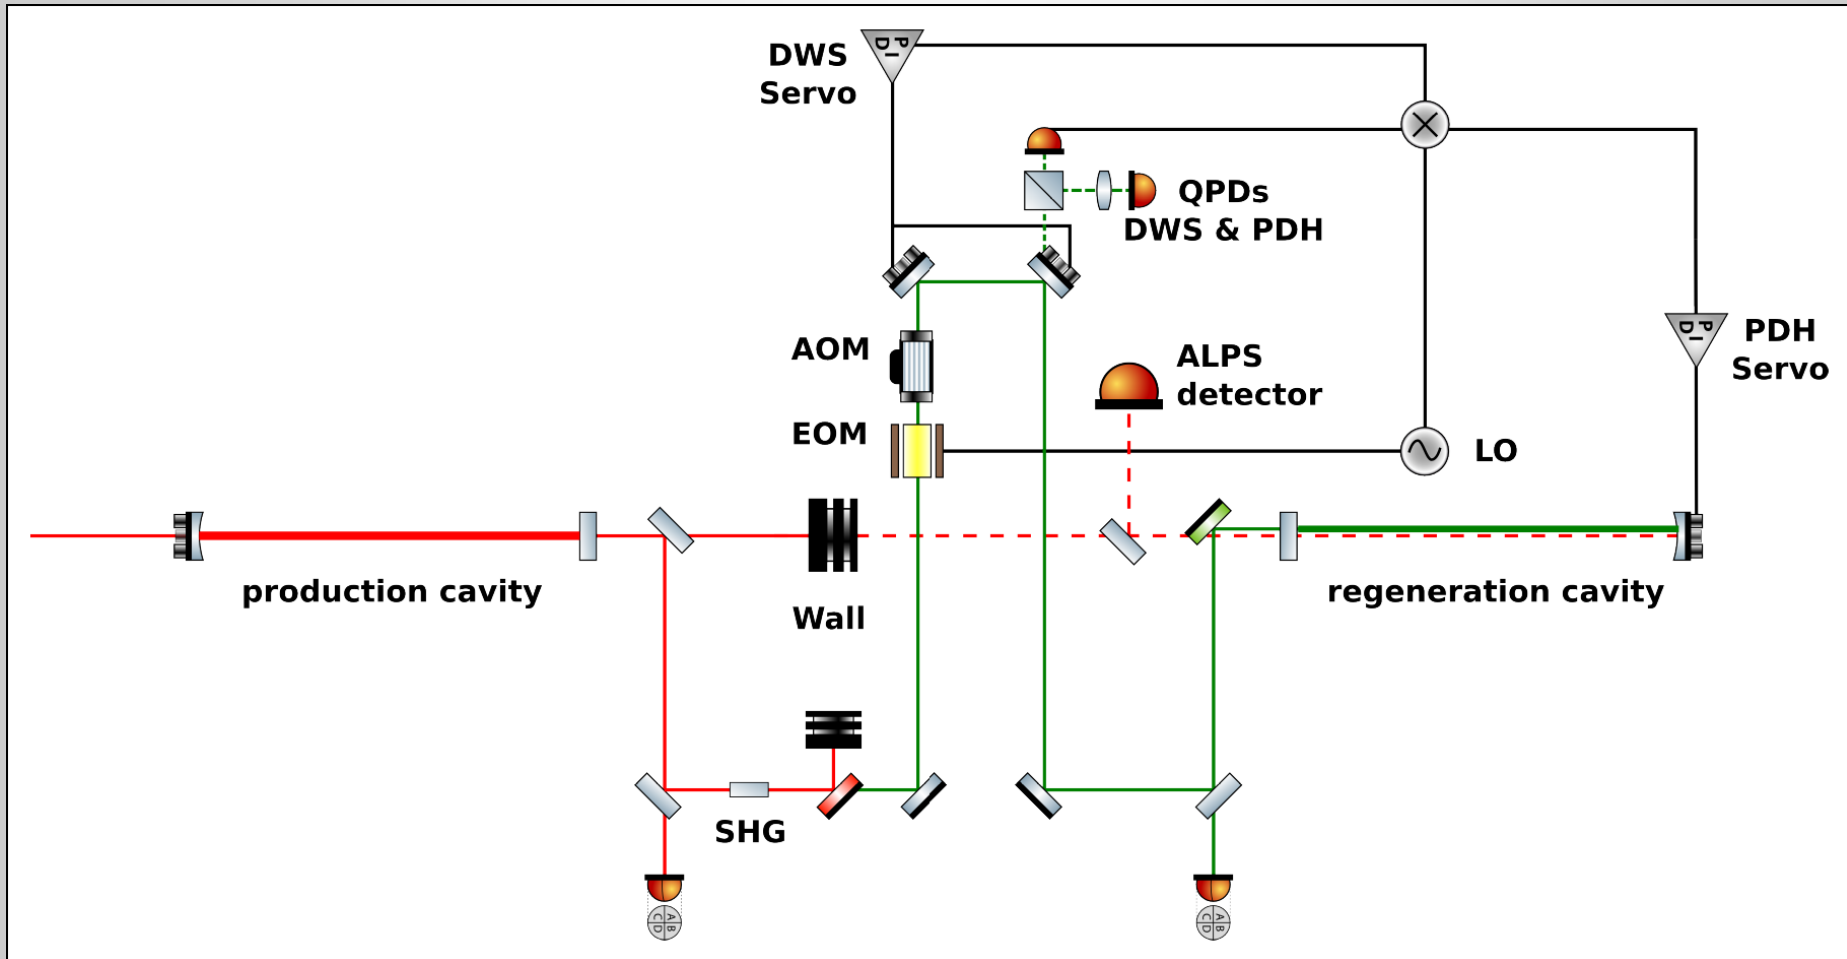 DWS
Servo
P I
D
QPDs
DWS & PDH
AOM
ALPS
detector
P I
D
PDH
Servo
EOM
LO
production cavity
Wall
regeneration cavity
SHG
A B
C D
A B
C D